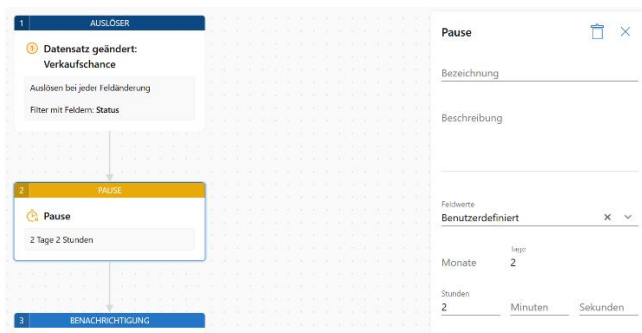 1 AUSLÖSER
1 Datensatz geändert:
Verkaufschance
Auslösen bei jeder Feldänderung
Filter mit Feldern: Status
2 PAUSE
Pause
2 Tage 2 Stunden
3 BENACHRICHTIGUNG
Pause
Bezeichnung
Beschreibung
Feldwerte
Benutzerdefiniert
Tage
Monate 2
Stunden
2 Minuten Sekunden